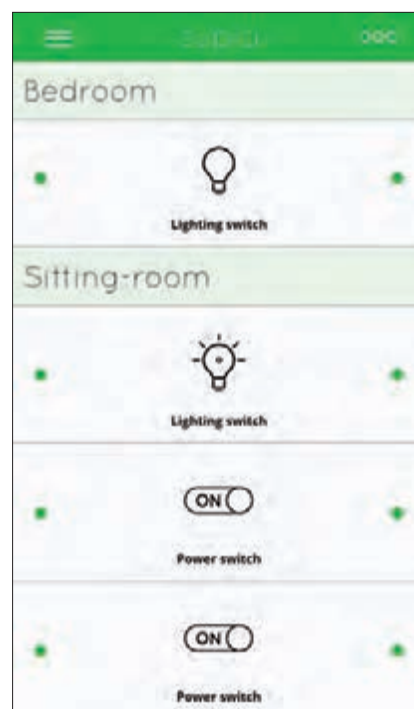 Bedroom
Lighting switch
Sitting-room
Lighting switch
ON
Power switch
ON
Power switch